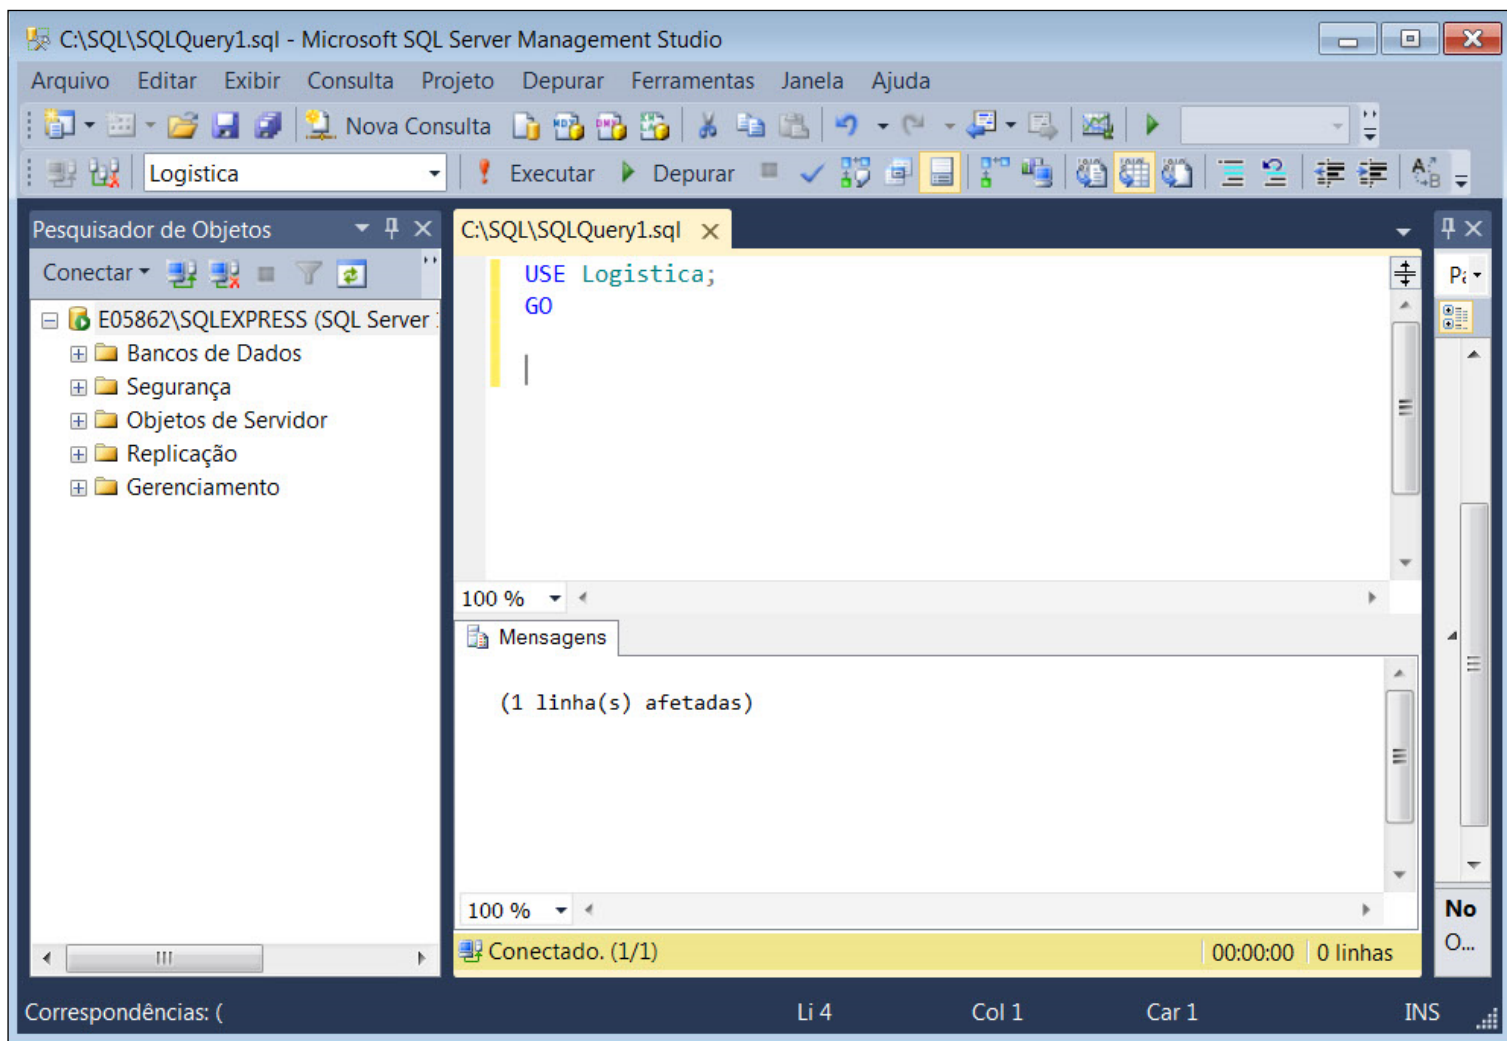 C:\SQL\SQLQuery1.sql - Microsoft SQL Server Management Studio
Arquivo Editar Exibir Consulta Projeto Depurar Ferramentas Janela Ajuda
Nova Consulta
Logistica Executar Depurar
Pesquisador de Objetos
Conectar
E05862\SQLEXPRESS (SQL Server
Bancos de Dados
Segurança
Objetos de Servidor
Replicação
Gerenciamento
C:\SQL\SQLQuery1.sql
USE Logistica;
GO
100 %
Mensagens
(1 linha(s) afetadas)
100 %
Conectado. (1/1) 00:00:00 0 linhas
No
O...
Correspondências: ( Li 4 Col 1 Car 1 INS